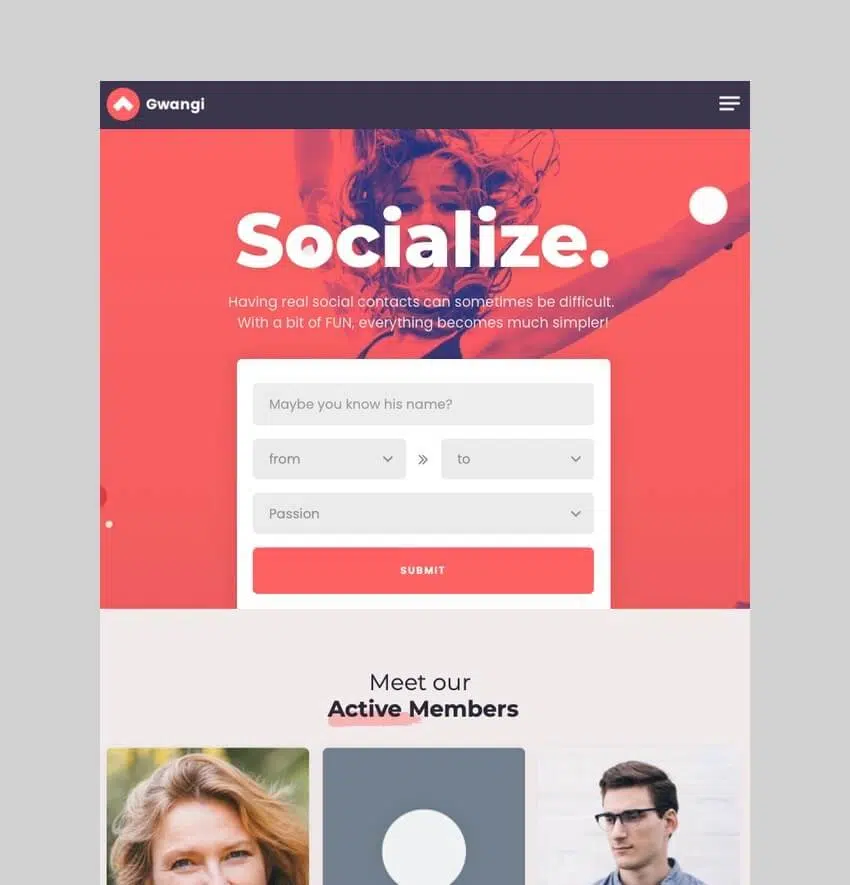 Gwangi
Socialize.
Having real social contacts can sometimes be difficult.
With a bit of FUN, everything becomes much simpler!
Maybe you know his name?
from
to
Passion
SUBMIT
Meet our
Active Members